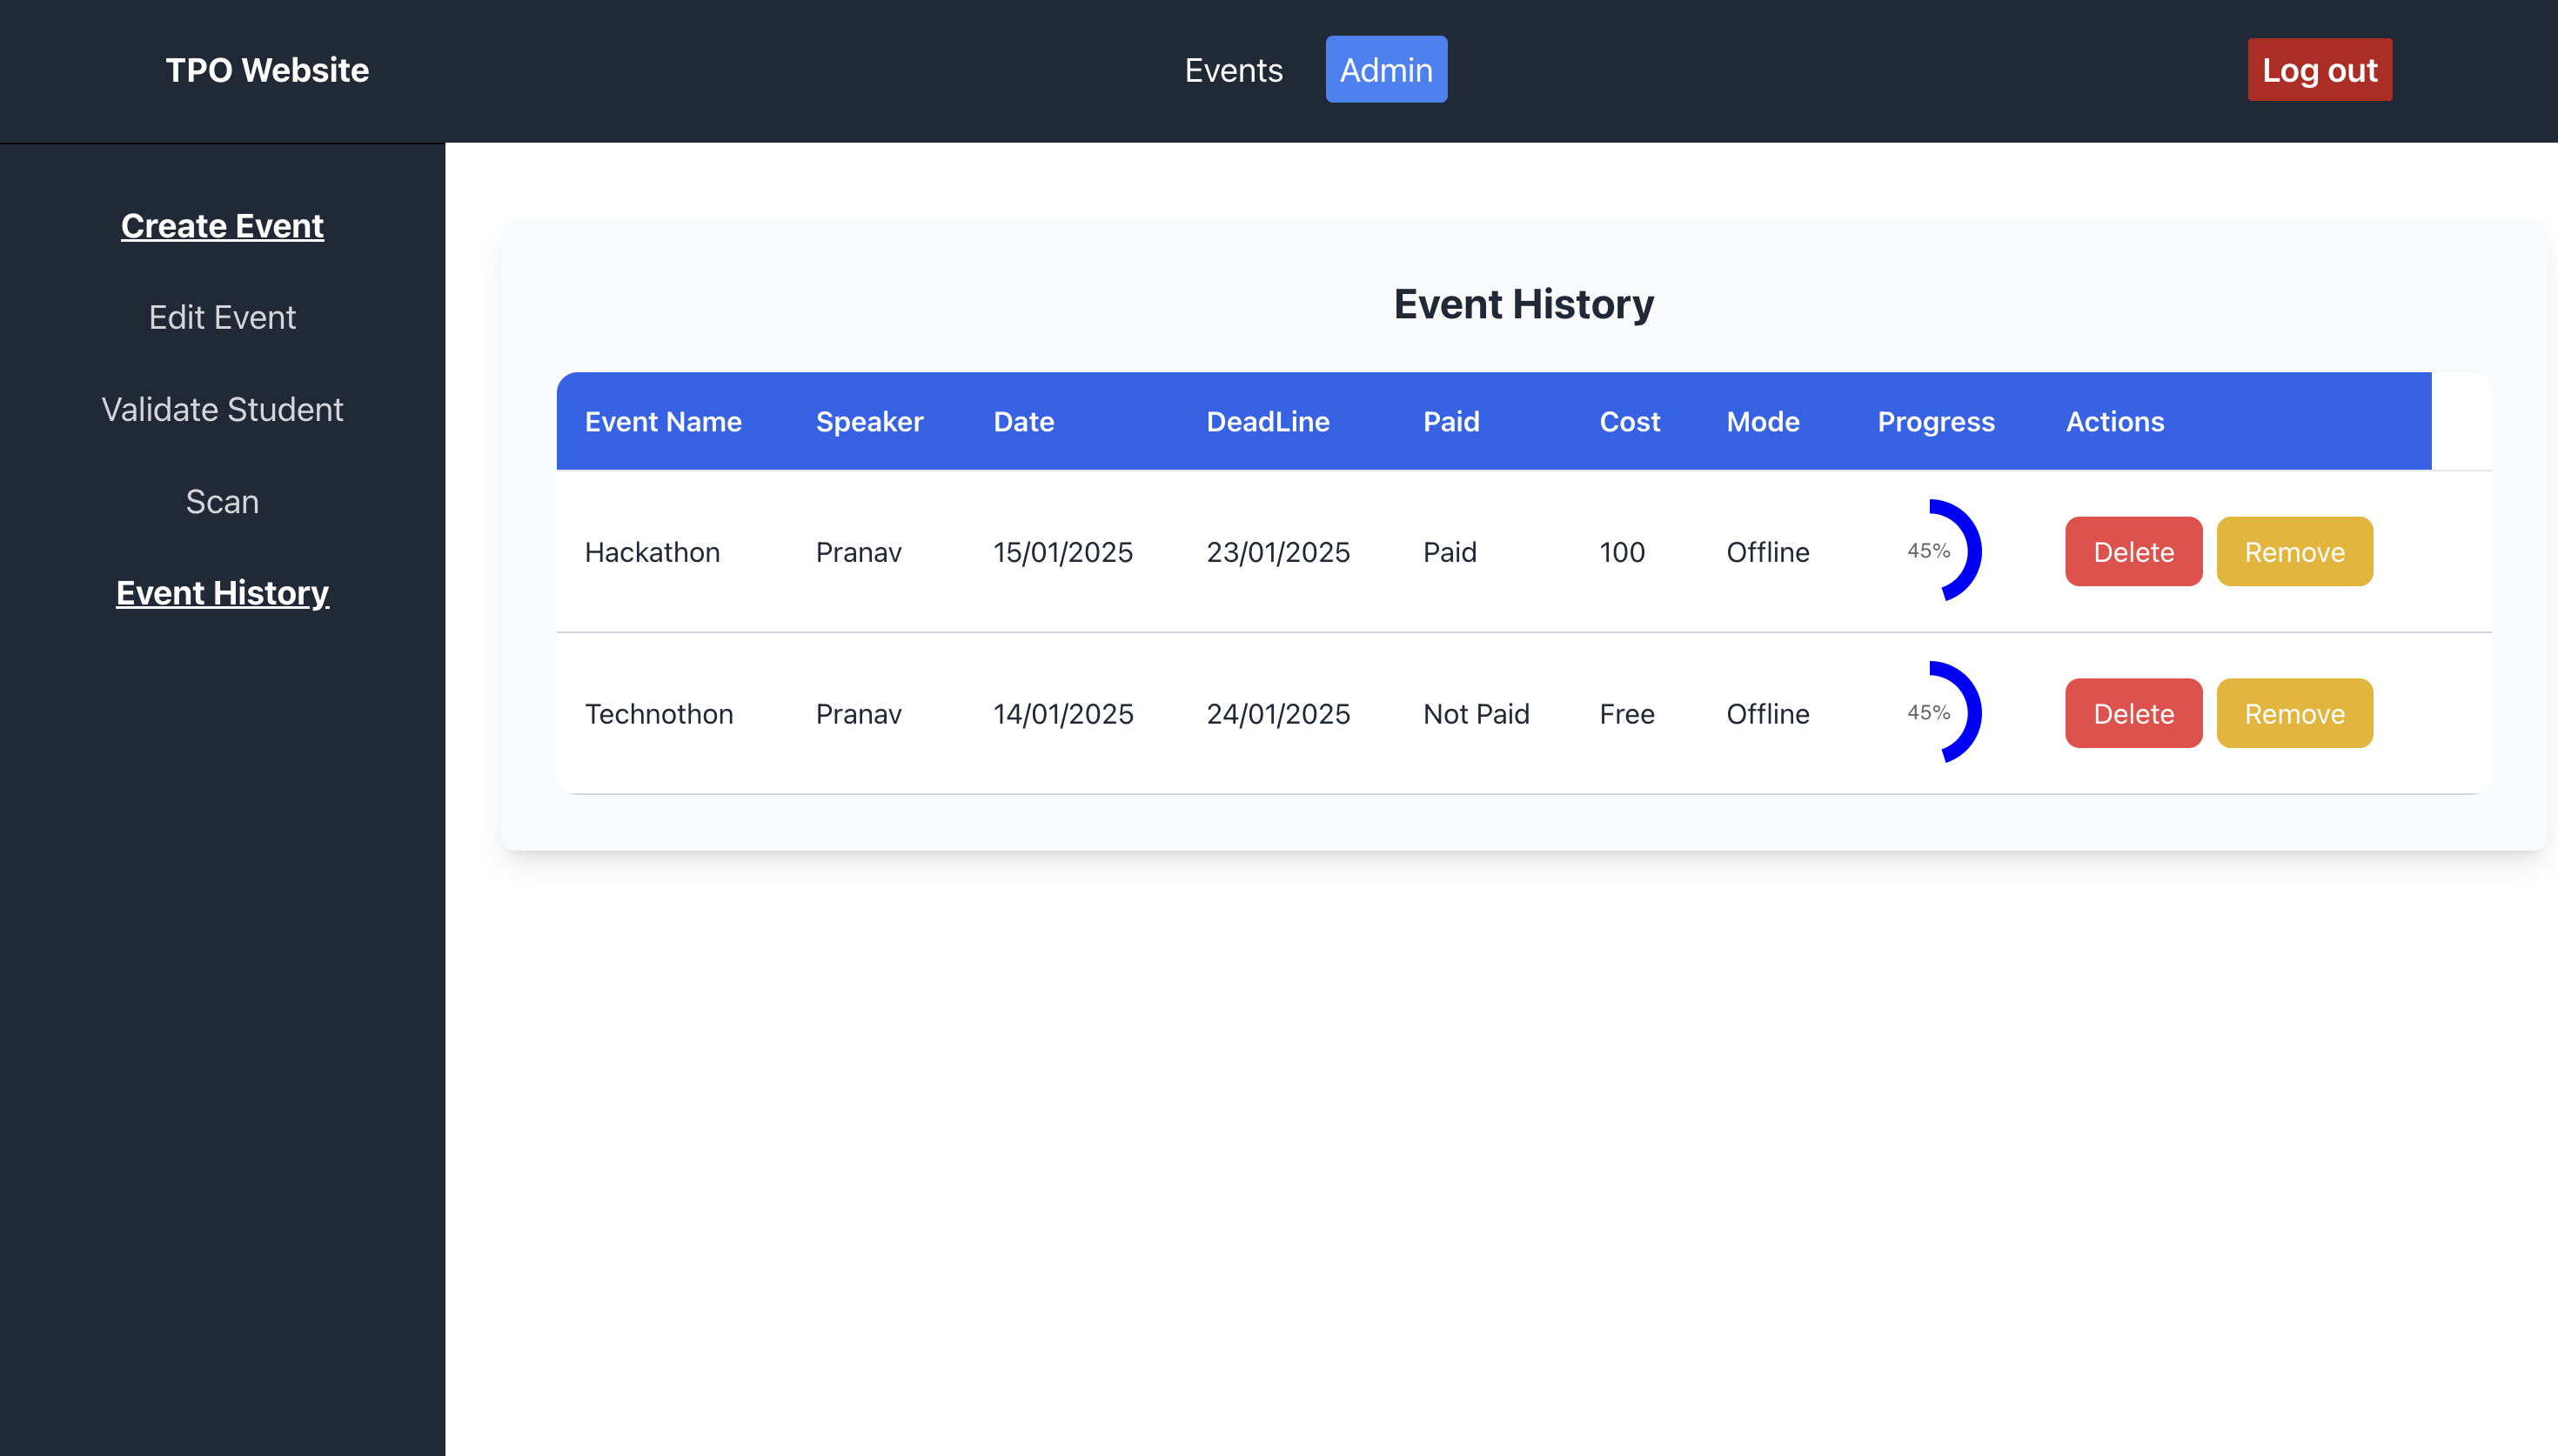 TPO Website
Events Admin
Log out
Create Event
Edit Event
Validate Student
Scan
Event History
Event History
Event Name Speaker Date DeadLine Paid Cost Mode Progress Actions
Hackathon Pranav 15/01/2025 23/01/2025 Paid 100 Offline 45% Delete Remove
Technothon Pranav 14/01/2025 24/01/2025 Not Paid Free Offline 45% Delete Remove